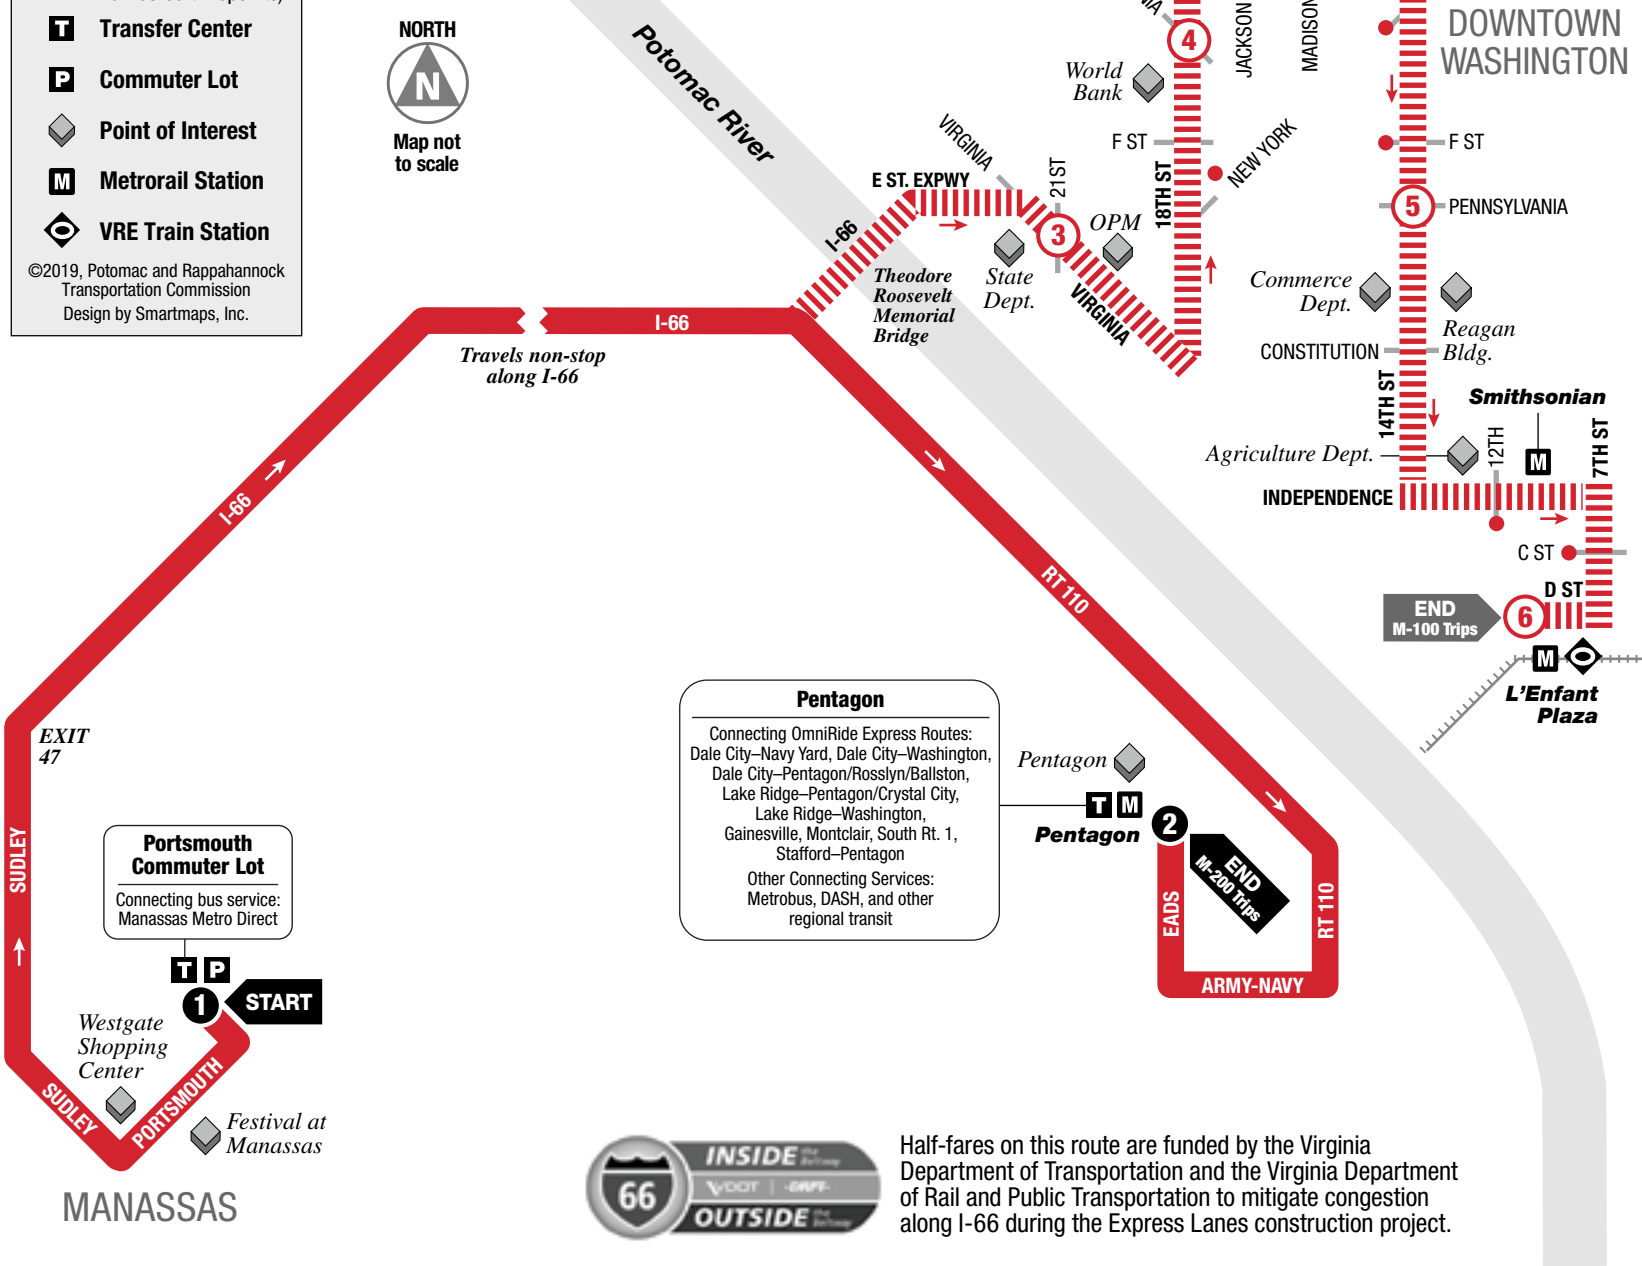 T Transfer Center
P Commuter Lot
Point of Interest
M Metrorail Station
VRE Train Station
©2019, Potomac and Rappahannock
Transportation Commission
Design by Smartmaps, Inc.
NORTH
N
Map not
to scale
Potomac River
4
JACKSON
MADISON
DOWNTOWN
WASHINGTON
World
Bank
F ST
18TH ST
NEW YORK
F ST
5
PENNSYLVANIA
VIRGINIA
21ST
E ST. EXPWY
I-66
3
OPM
State
Dept.
VIRGINIA
Theodore
Roosevelt
Memorial
Bridge
Commerce
Dept.
Reagan
Bldg.
CONSTITUTION
14TH ST
Smithsonian
M
Agriculture Dept.
12TH
7TH ST
INDEPENDENCE
C ST
D ST
END
M-100 Trips
6
M
L'Enfant
Plaza
I-66
Travels non-stop
along I-66
I-66
RT 110
EXIT
47
SUDLEY
Portsmouth
Commuter Lot
Connecting bus service:
Manassas Metro Direct
T P
1
START
Westgate
Shopping
Center
SUDLEY
PORTSMOUTH
Festival at
Manassas
MANASSAS
Pentagon
Connecting OmniRide Express Routes:
Dale City–Navy Yard, Dale City–Washington,
Dale City–Pentagon/Rosslyn/Ballston,
Lake Ridge–Pentagon/Crystal City,
Lake Ridge–Washington,
Gainesville, Montclair, South Rt. 1,
Stafford–Pentagon
Other Connecting Services:
Metrobus, DASH, and other
regional transit
Pentagon
T M
Pentagon
2
END
M-200 Trips
EADS
RT 110
ARMY-NAVY
66
INSIDE the Beltway
VDOT | -DRPT-
OUTSIDE the Beltway
Half-fares on this route are funded by the Virginia
Department of Transportation and the Virginia Department
of Rail and Public Transportation to mitigate congestion
along I-66 during the Express Lanes construction project.